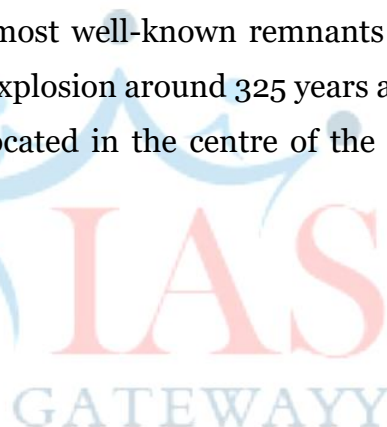 most well-known remnants
xplosion around 325 years a
ocated in the centre of the
IAS
GATEWAYY